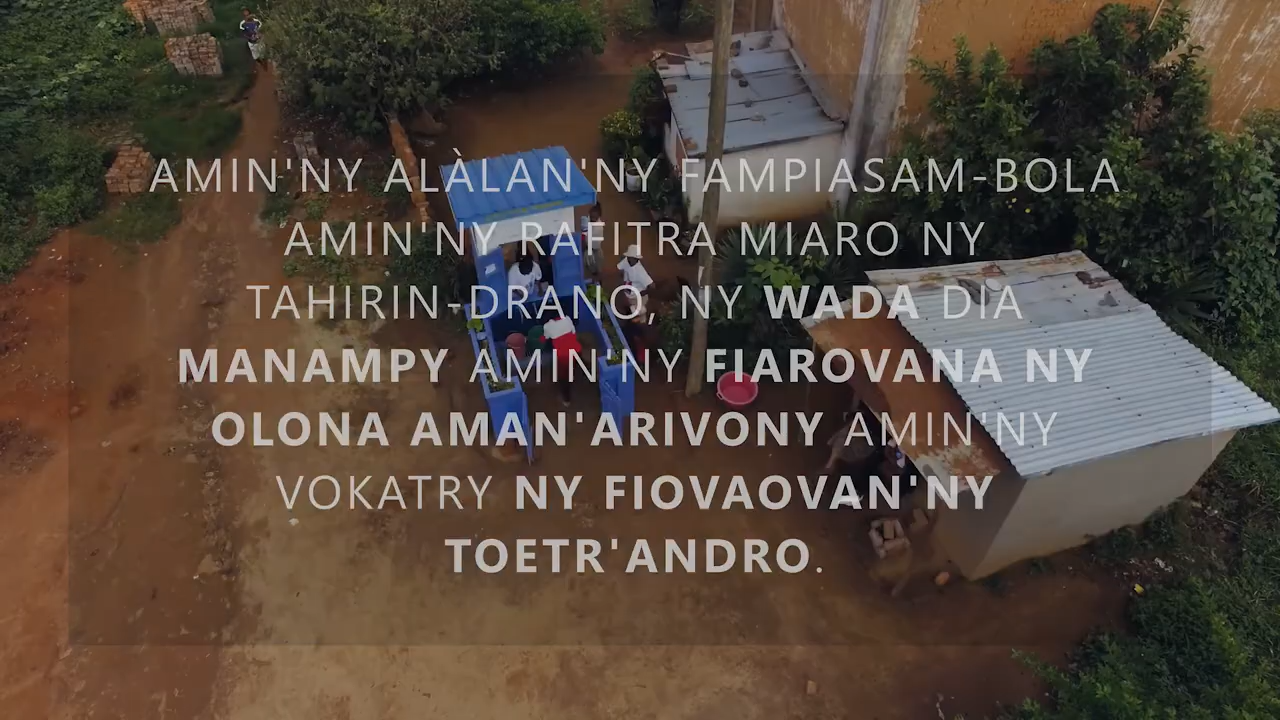 AMIN'NY ALÀLAN'NY FAMPIASAM-BOLA
AMIN'NY RAFITRA MIARO NY
TAHIRIN-DRANO, NY WADA DIA
MANAMPY AMIN'NY FIAROVANA NY
OLONA AMAN'ARIVONY AMIN'NY
VOKATRY NY FIOVAOVAN'NY
TOETR'ANDRO.